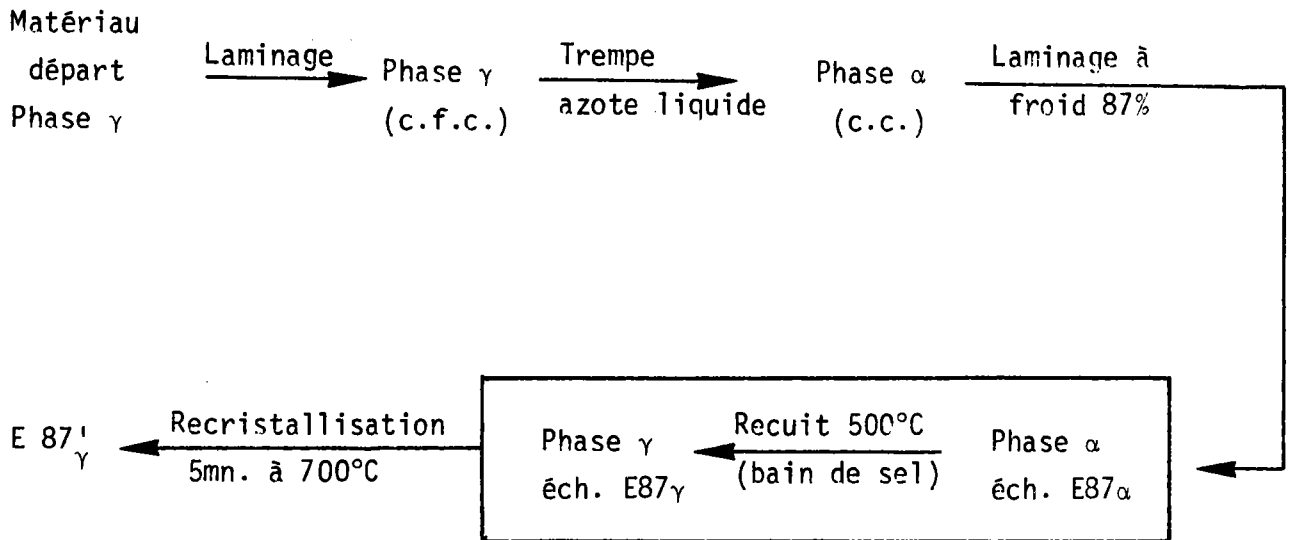 Matériau
départ
Phase γ
Laminage
Phase γ
(c.f.c.)
Trempe
azote liquide
Phase α
(c.c.)
Laminage à
froid 87%
E 87'γ
Recristallisation
5mn. à 700°C
Phase γ
éch. E87γ
Recuit 500°C
(bain de sel)
Phase α
éch. E87α